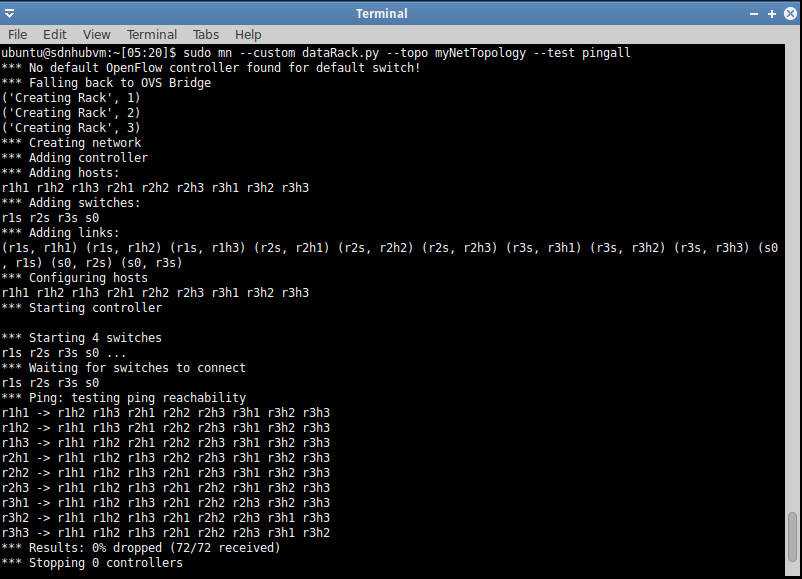 Terminal
File Edit View Terminal Tabs Help
ubuntu@sdnhubvm:~[05:20]$ sudo mn --custom dataRack.py --topo myNetTopology --test pingall
*** No default OpenFlow controller found for default switch!
*** Falling back to OVS Bridge
('Creating Rack', 1)
('Creating Rack', 2)
('Creating Rack', 3)
*** Creating network
*** Adding controller
*** Adding hosts:
r1h1 r1h2 r1h3 r2h1 r2h2 r2h3 r3h1 r3h2 r3h3
*** Adding switches:
r1s r2s r3s s0
*** Adding links:
(r1s, r1h1) (r1s, r1h2) (r1s, r1h3) (r2s, r2h1) (r2s, r2h2) (r2s, r2h3) (r3s, r3h1) (r3s, r3h2) (r3s, r3h3) (s0
, r1s) (s0, r2s) (s0, r3s)
*** Configuring hosts
r1h1 r1h2 r1h3 r2h1 r2h2 r2h3 r3h1 r3h2 r3h3
*** Starting controller
*** Starting 4 switches
r1s r2s r3s s0 ...
*** Waiting for switches to connect
r1s r2s r3s s0
*** Ping: testing ping reachability
r1h1 -> r1h2 r1h3 r2h1 r2h2 r2h3 r3h1 r3h2 r3h3
r1h2 -> r1h1 r1h3 r2h1 r2h2 r2h3 r3h1 r3h2 r3h3
r1h3 -> r1h1 r1h2 r2h1 r2h2 r2h3 r3h1 r3h2 r3h3
r2h1 -> r1h1 r1h2 r1h3 r2h2 r2h3 r3h1 r3h2 r3h3
r2h2 -> r1h1 r1h2 r1h3 r2h1 r2h3 r3h1 r3h2 r3h3
r2h3 -> r1h1 r1h2 r1h3 r2h1 r2h2 r3h1 r3h2 r3h3
r3h1 -> r1h1 r1h2 r1h3 r2h1 r2h2 r2h3 r3h2 r3h3
r3h2 -> r1h1 r1h2 r1h3 r2h1 r2h2 r2h3 r3h1 r3h3
r3h3 -> r1h1 r1h2 r1h3 r2h1 r2h2 r2h3 r3h1 r3h2
*** Results: 0% dropped (72/72 received)
*** Stopping 0 controllers